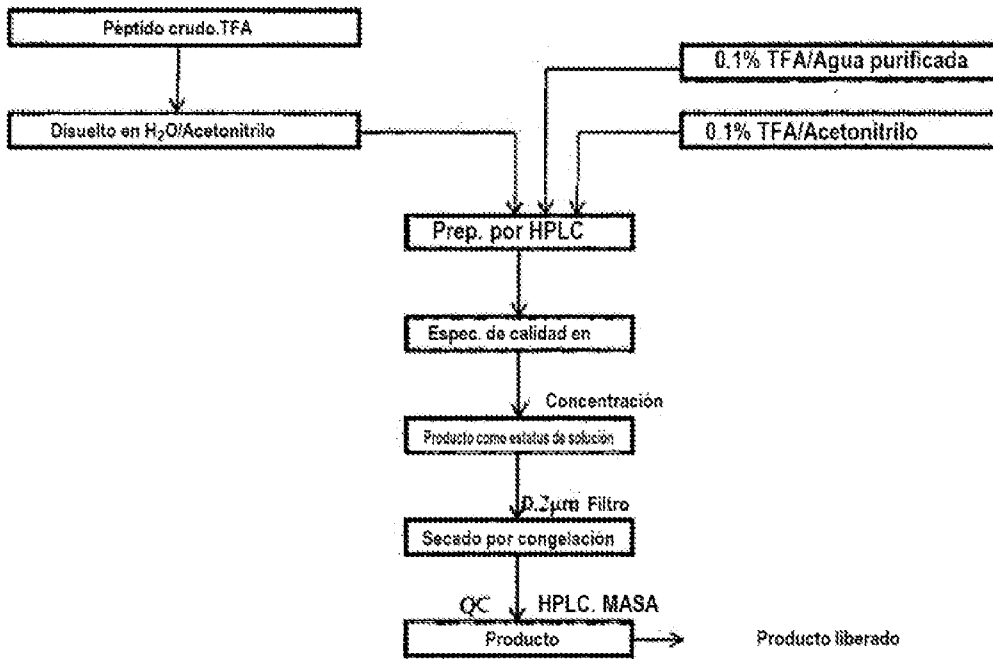 Péptido crudo.TFA
0.1% TFA/Agua purificada
Disuelto en H₂O/Acetonitrilo
0.1% TFA/Acetonitrilo
Prep. por HPLC
Espec. de calidad en
Concentración
Producto como estatus de solución
0.2μm Filtro
Secado por congelación
QC HPLC. MASA
Producto
Producto liberado